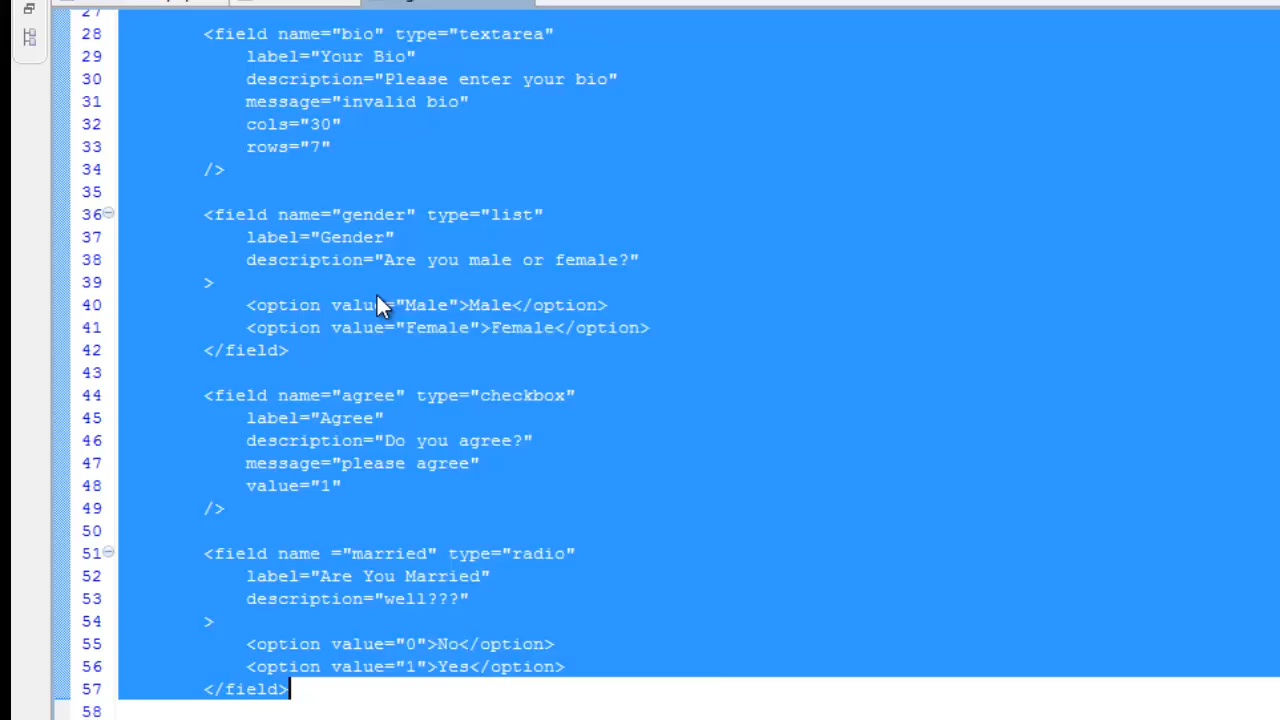 27
28 <field name="bio" type="textarea"
29 label="Your Bio"
30 description="Please enter your bio"
31 message="invalid bio"
32 cols="30"
33 rows="7"
34 />
35
36 <field name="gender" type="list"
37 label="Gender"
38 description="Are you male or female?"
39 >
40 <option value="Male">Male</option>
41 <option value="Female">Female</option>
42 </field>
43
44 <field name="agree" type="checkbox"
45 label="Agree"
46 description="Do you agree?"
47 message="please agree"
48 value="1"
49 />
50
51 <field name ="married" type="radio"
52 label="Are You Married"
53 description="well???"
54 >
55 <option value="0">No</option>
56 <option value="1">Yes</option>
57 </field>
58